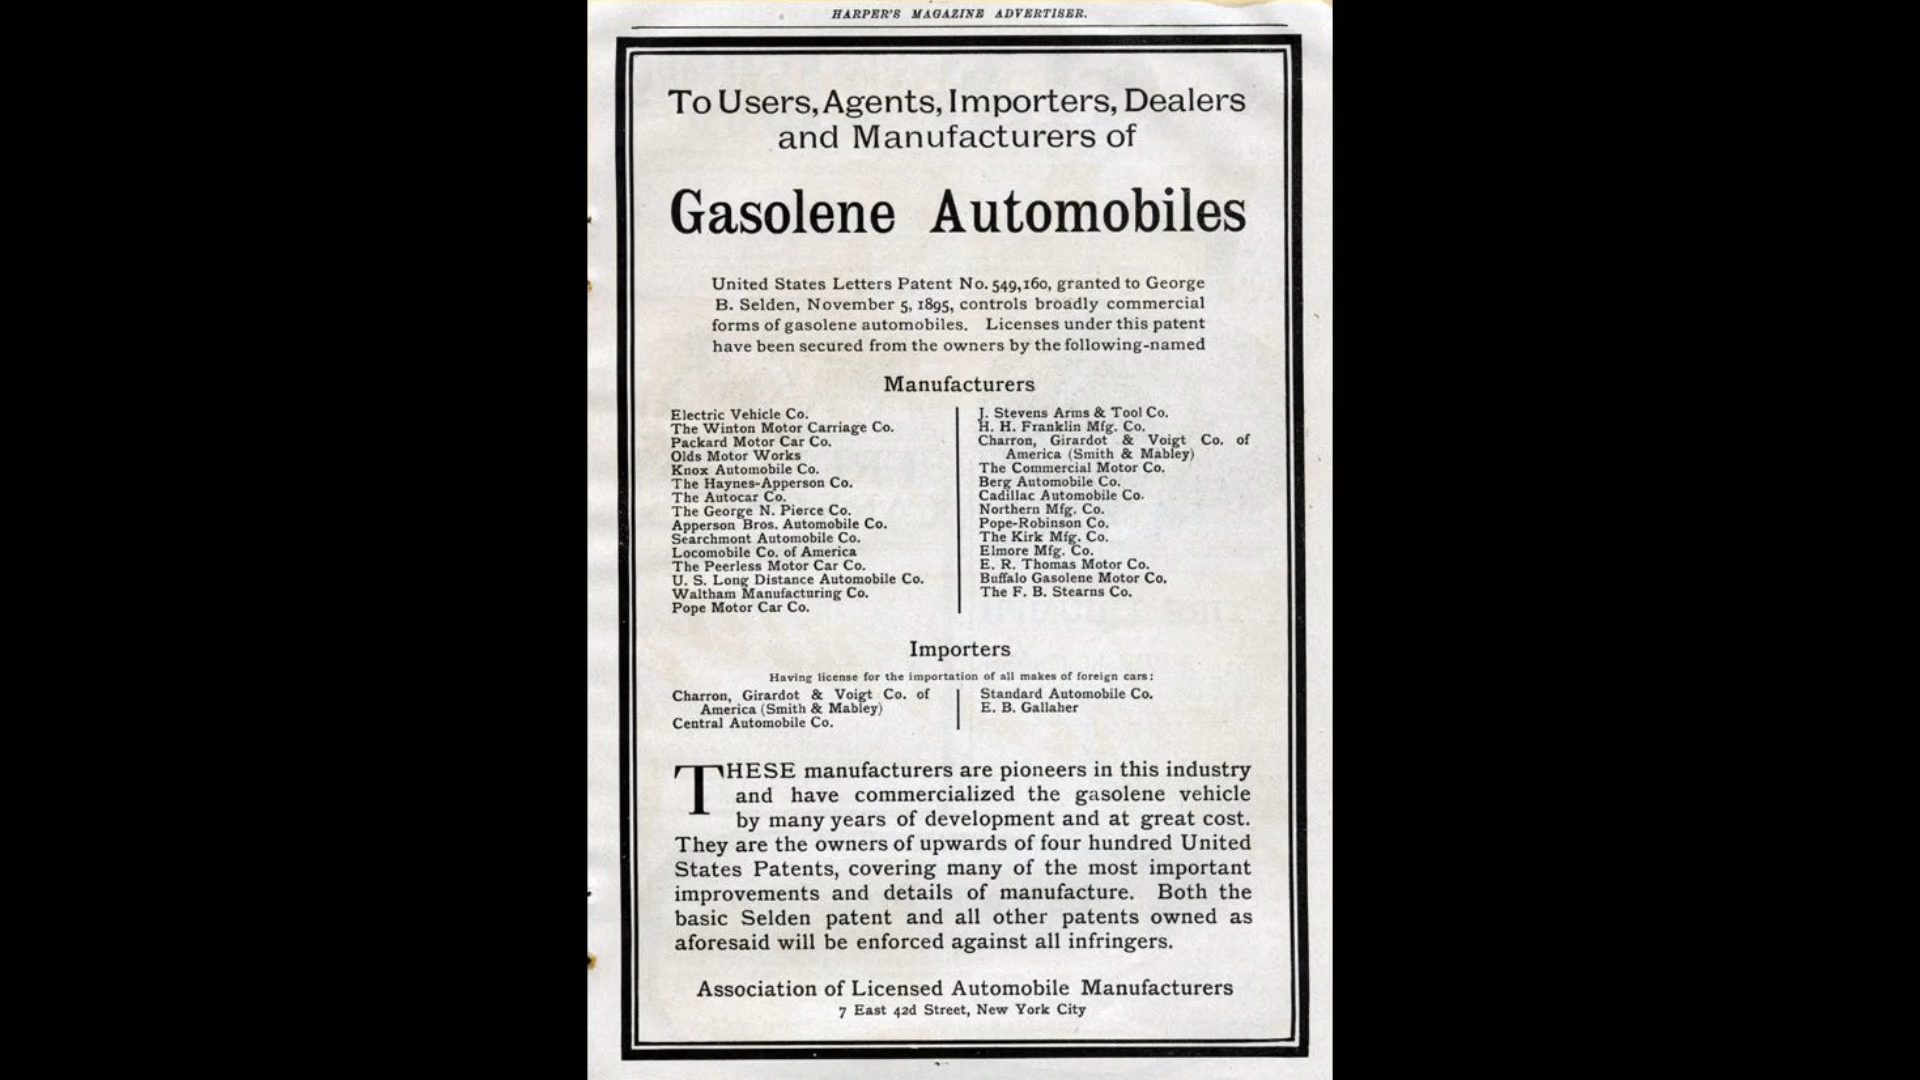 HARPER'S MAGAZINE ADVERTISER.
To Users, Agents, Importers, Dealers
and Manufacturers of
Gasolene Automobiles
United States Letters Patent No. 549,160, granted to George
B. Selden, November 5, 1895, controls broadly commercial
forms of gasolene automobiles. Licenses under this patent
have been secured from the owners by the following-named
Manufacturers
Electric Vehicle Co.
The Winton Motor Carriage Co.
Packard Motor Car Co.
Olds Motor Works
Knox Automobile Co.
The Haynes-Apperson Co.
The Autocar Co.
The George N. Pierce Co.
Apperson Bros. Automobile Co.
Searchmont Automobile Co.
Locomobile Co. of America
The Peerless Motor Car Co.
U. S. Long Distance Automobile Co.
Waltham Manufacturing Co.
Pope Motor Car Co.
J. Stevens Arms & Tool Co.
H. H. Franklin Mfg. Co.
Charron, Girardot & Voigt Co. of
America (Smith & Mabley)
The Commercial Motor Co.
Berg Automobile Co.
Cadillac Automobile Co.
Northern Mfg. Co.
Pope-Robinson Co.
The Kirk Mfg. Co.
Elmore Mfg. Co.
E. R. Thomas Motor Co.
Buffalo Gasolene Motor Co.
The F. B. Stearns Co.
Importers
Having license for the importation of all makes of foreign cars:
Charron, Girardot & Voigt Co. of
America (Smith & Mabley)
Central Automobile Co.
Standard Automobile Co.
E. B. Gallaher
THESE manufacturers are pioneers in this industry
and have commercialized the gasolene vehicle
by many years of development and at great cost.
They are the owners of upwards of four hundred United
States Patents, covering many of the most important
improvements and details of manufacture. Both the
basic Selden patent and all other patents owned as
aforesaid will be enforced against all infringers.
Association of Licensed Automobile Manufacturers
7 East 42d Street, New York City